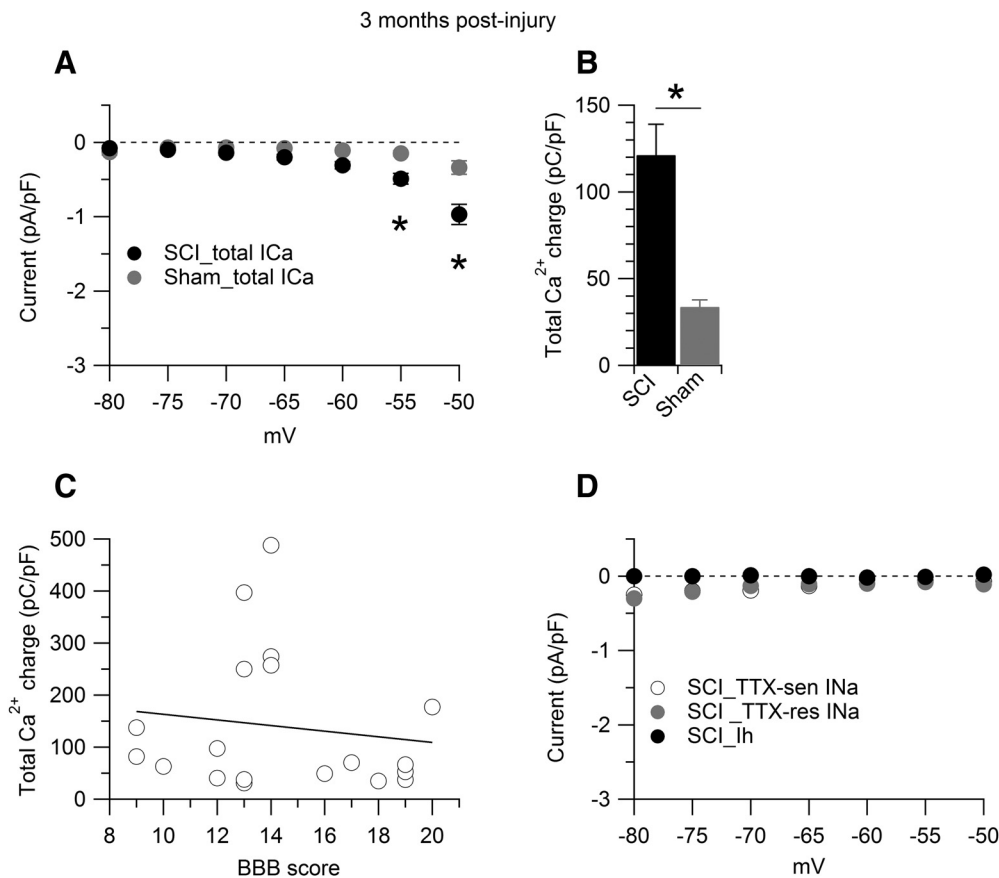 3 months post-injury
A
0
-1
-2
-3
Current (pA/pF)
*
*
SCI_total ICa
Sham_total ICa
-80 -75 -70 -65 -60 -55 -50
mV
B
*
150
100
50
0
Total Ca²⁺ charge (pC/pF)
SCI Sham
C
500
400
300
200
100
0
Total Ca²⁺ charge (pC/pF)
8 10 12 14 16 18 20
BBB score
D
0
-1
-2
-3
Current (pA/pF)
SCI_TTX-sen INa
SCI _TTX-res INa
SCI_Ih
-80 -75 -70 -65 -60 -55 -50
mV